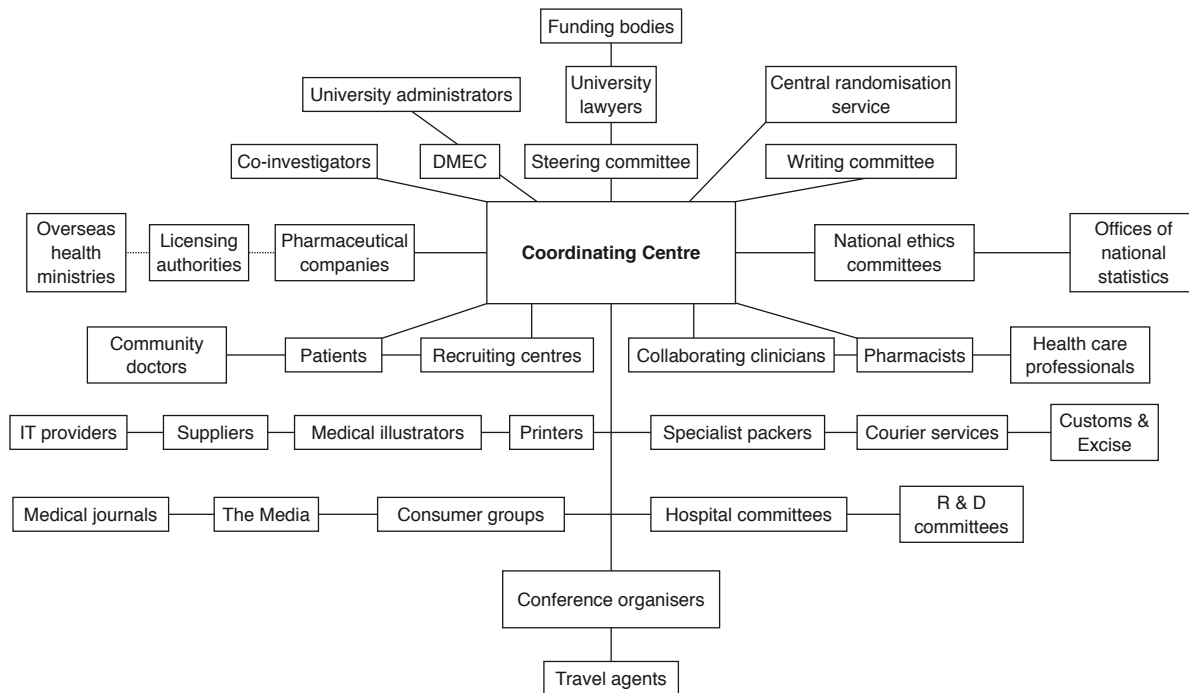 Funding bodies
University administrators
University
lawyers
Central randomisation
service
Co-investigators
DMEC
Steering committee
Writing committee
Overseas
health
ministries
Licensing
authorities
Pharmaceutical
companies
Coordinating Centre
National ethics
committees
Offices of
national
statistics
Community
doctors
Patients
Recruiting centres
Collaborating clinicians
Pharmacists
Health care
professionals
IT providers
Suppliers
Medical illustrators
Printers
Specialist packers
Courier services
Customs &
Excise
Medical journals
The Media
Consumer groups
Hospital committees
R & D
committees
Conference organisers
Travel agents